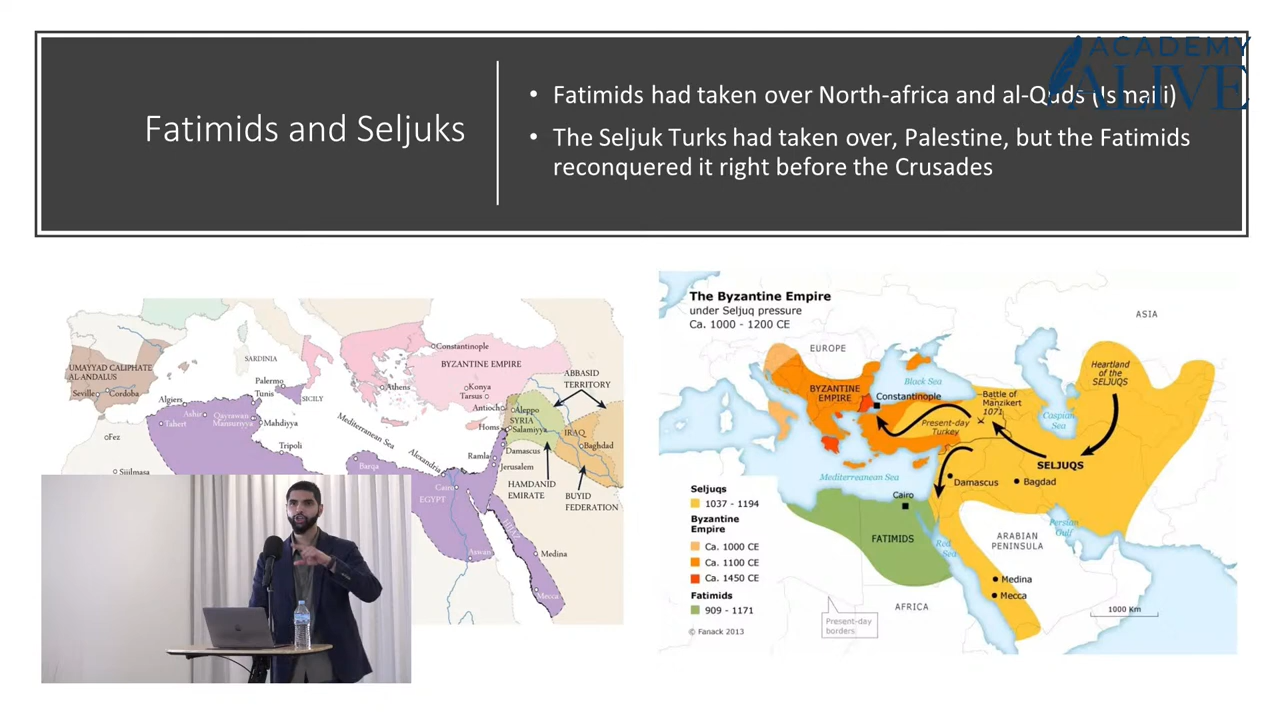 ACADEMY
ALIVE
Fatimids and Seljuks
• Fatimids had taken over North-africa and al-Quds (Ismaili)
• The Seljuk Turks had taken over, Palestine, but the Fatimids
reconquered it right before the Crusades
UMAYYAD CALIPHATE
AL-ANDALUS
Seville
Cordoba
SARDINIA
Palermo
SICILY
Algiers
Tunis
Ashir
Qayrawan
Mansuriyya
Mahdiyya
Tahert
Fez
Sijilmasa
Tripoli
Constantinople
BYZANTINE EMPIRE
Athens
Konya
Tarsus
Antioch
Aleppo
SYRIA
Homs
Salamiyya
Mediterranean Sea
Damascus
Ramla
Jerusalem
Barqa
Alexandria
Cairo
EGYPT
Aswan
HIJAZ
Medina
Mecca
ABBASID
TERRITORY
IRAQ
Baghdad
HAMDANID
EMIRATE
BUYID
FEDERATION
The Byzantine Empire
under Seljuq pressure
Ca. 1000 - 1200 CE
ASIA
EUROPE
Heartland
of the
SELJUQS
Black Sea
BYZANTINE
EMPIRE
Constantinople
Battle of
Manzikert
1071
Caspian
Sea
Present-day
Turkey
SELJUQS
Mediterranean Sea
Damascus
Bagdad
Cairo
Persian
Gulf
FATIMIDS
Red
Sea
ARABIAN
PENINSULA
Medina
Mecca
AFRICA
Present-day
borders
1000 Km
Seljuqs
1037 - 1194
Byzantine
Empire
Ca. 1000 CE
Ca. 1100 CE
Ca. 1450 CE
Fatimids
909 - 1171
© Fanack 2013